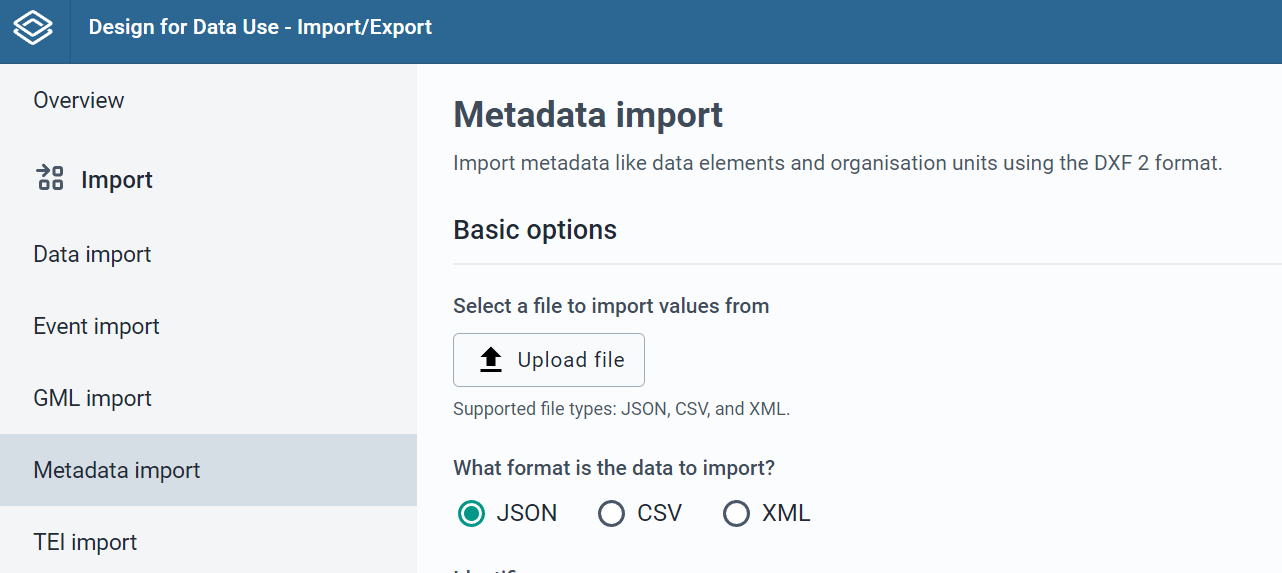 Design for Data Use - Import/Export
Overview
Import
Data import
Event import
GML import
Metadata import
TEI import
Metadata import
Import metadata like data elements and organisation units using the DXF 2 format.
Basic options
Select a file to import values from
Upload file
Supported file types: JSON, CSV, and XML.
What format is the data to import?
JSON CSV XML